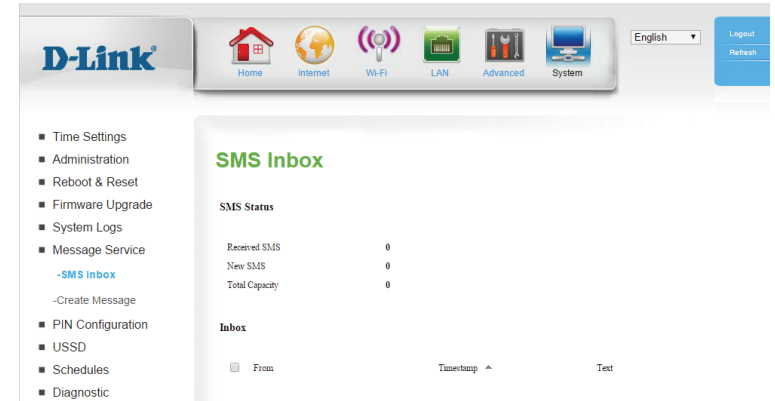 D-Link
Home Internet Wi-Fi LAN Advanced System
English
Logout
Refresh
Time Settings
Administration
Reboot & Reset
Firmware Upgrade
System Logs
Message Service
-SMS Inbox
-Create Message
PIN Configuration
USSD
Schedules
Diagnostic
SMS Inbox
SMS Status
Received SMS 0
New SMS 0
Total Capacity 0
Inbox
From Timestamp Text